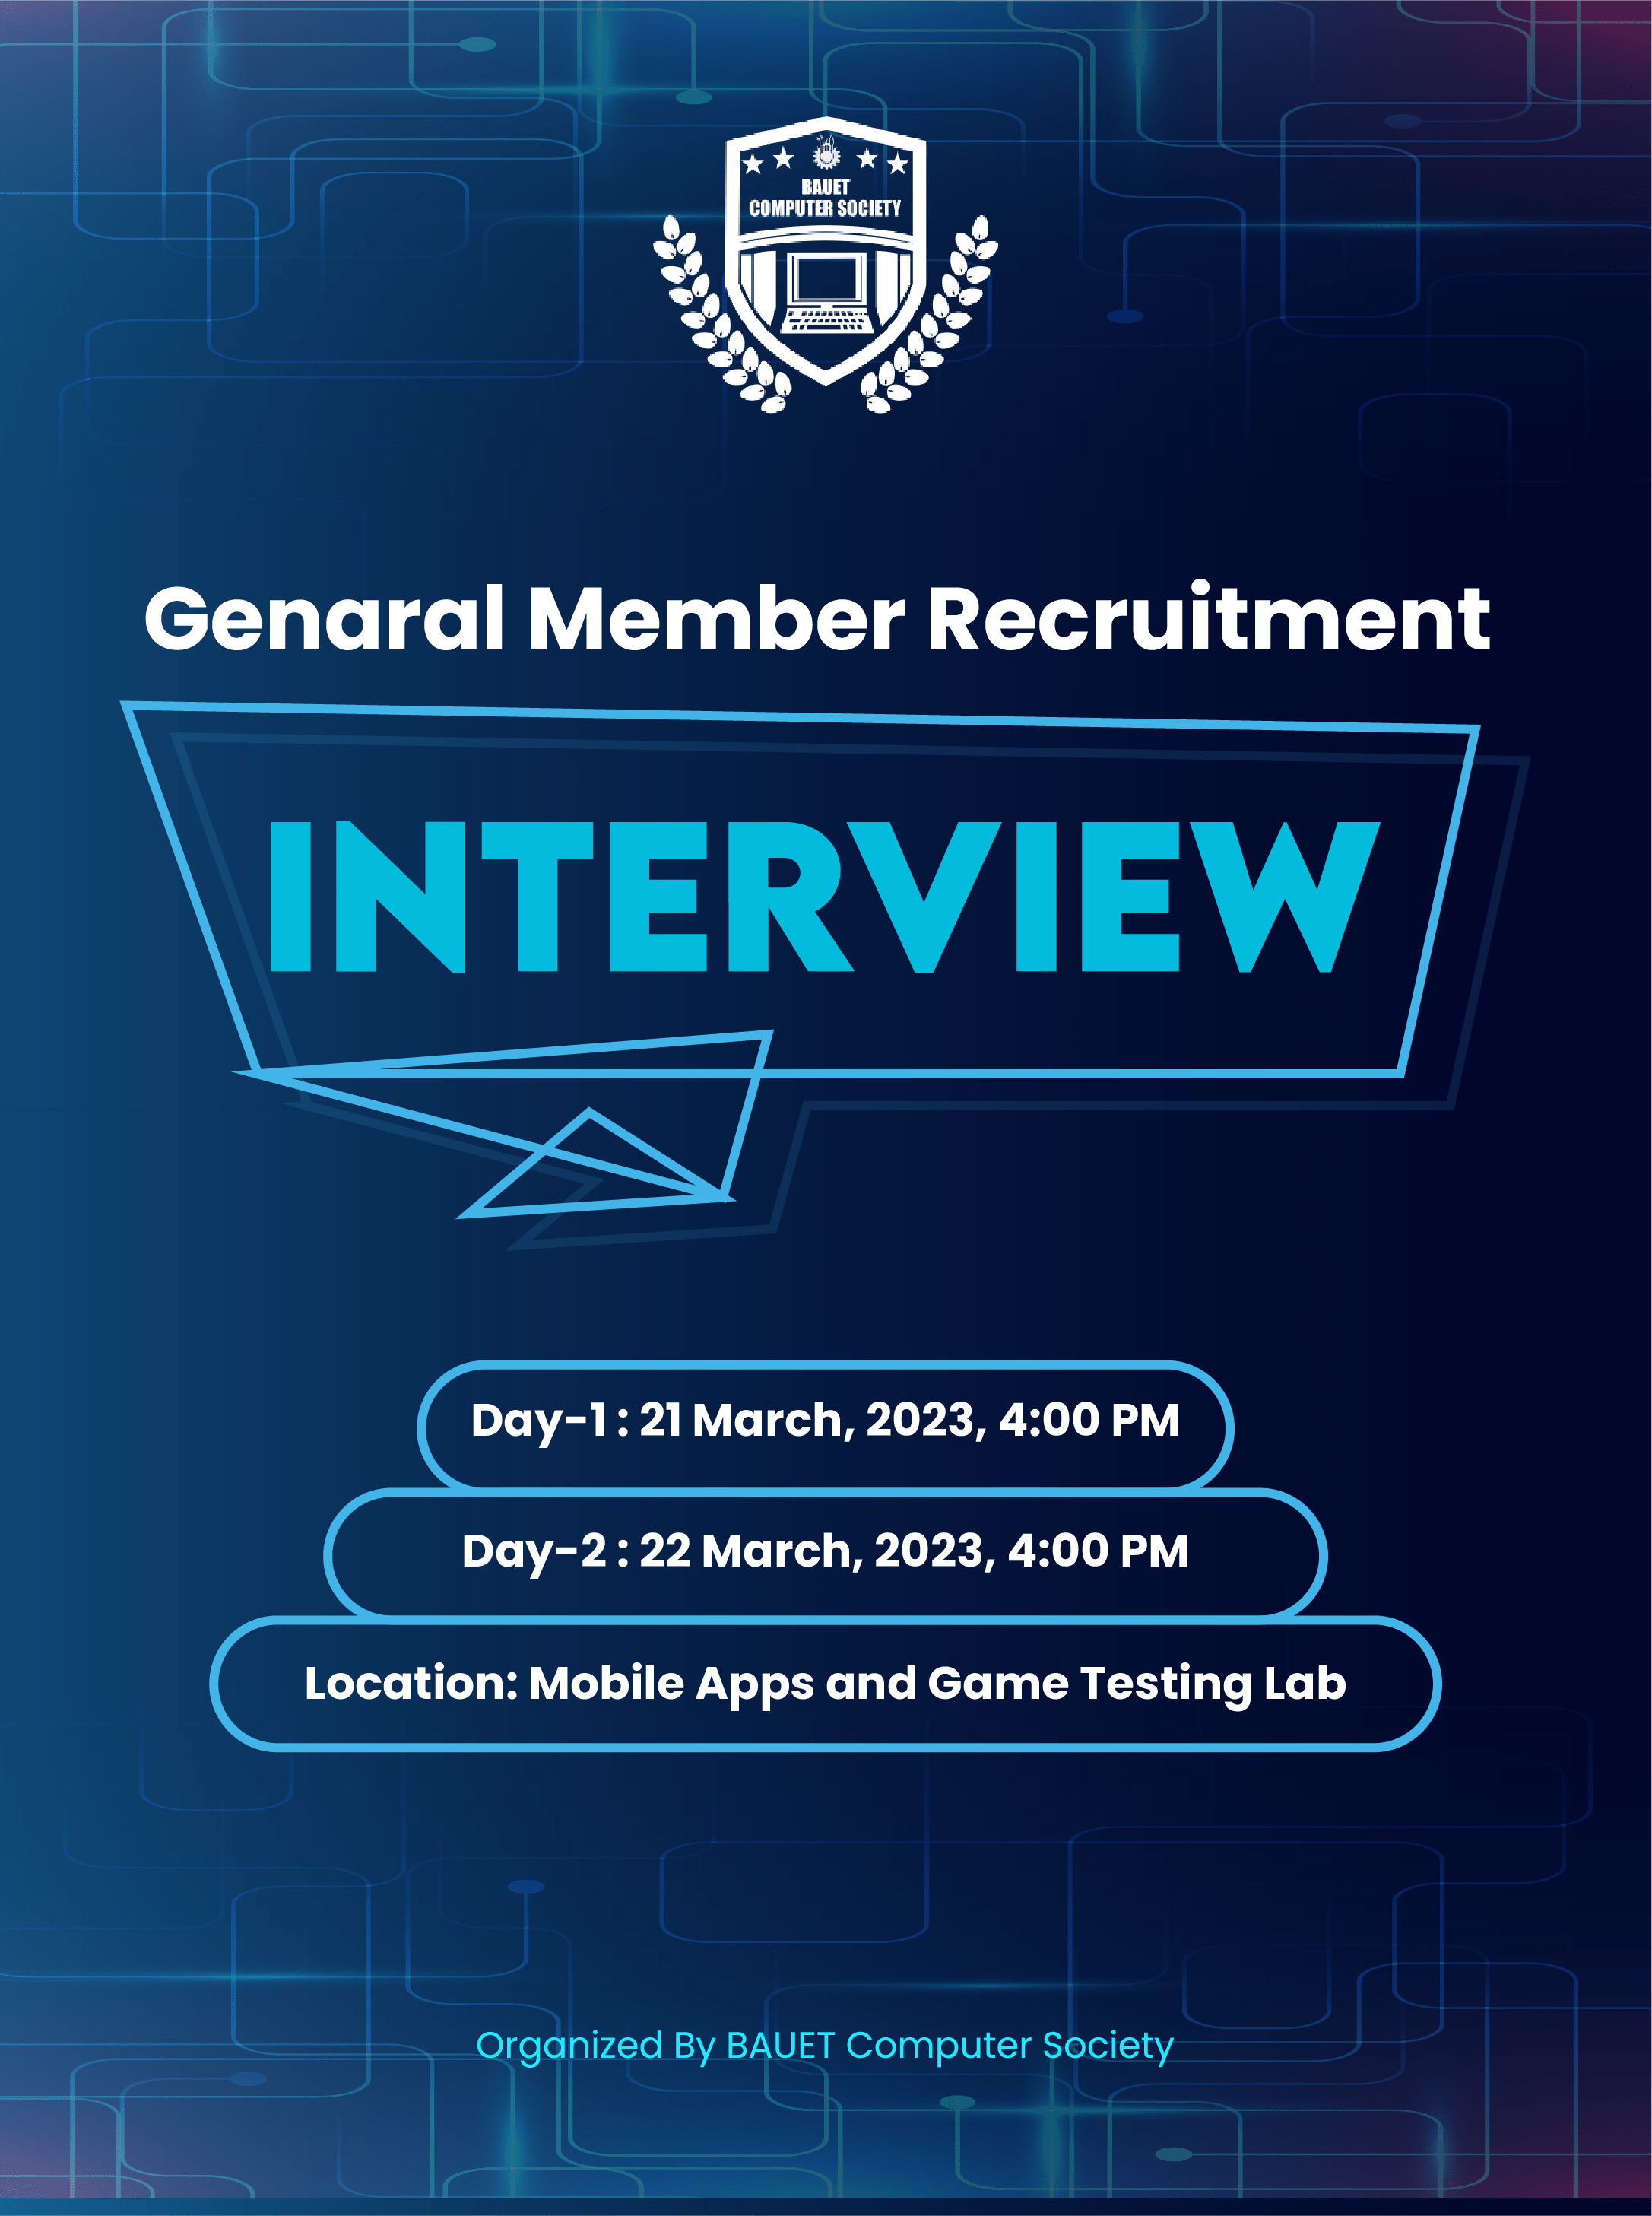 BAUET
COMPUTER SOCIETY
Genaral Member Recruitment
INTERVIEW
Day-1 : 21 March, 2023, 4:00 PM
Day-2 : 22 March, 2023, 4:00 PM
Location: Mobile Apps and Game Testing Lab
Organized By BAUET Computer Society